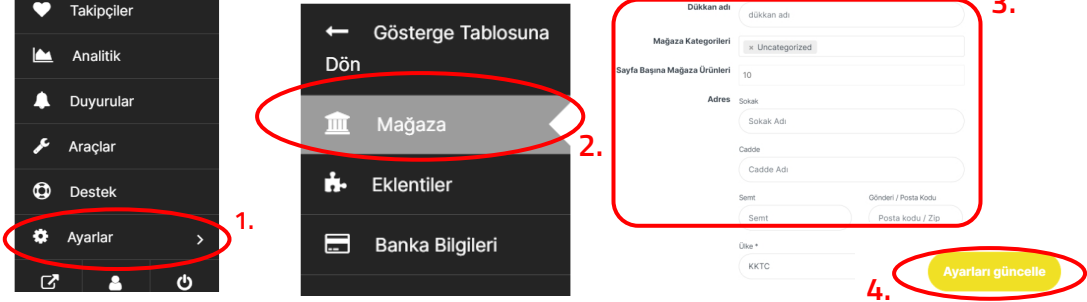 Takipçiler
Analitik
Duyurular
Araçlar
Destek
Ayarlar
1.
Gösterge Tablosuna
Dön
Mağaza
Eklentiler
Banka Bilgileri
2.
3.
Dükkan adı
dükkan adı
Mağaza Kategorileri
× Uncategorized
Sayfa Başına Mağaza Ürünleri
10
Adres
Sokak
Sokak Adı
Cadde
Cadde Adı
Semt
Gönderi / Posta Kodu
Semt
Posta kodu / Zip
Ülke *
KKTC
4.
Ayarları güncelle